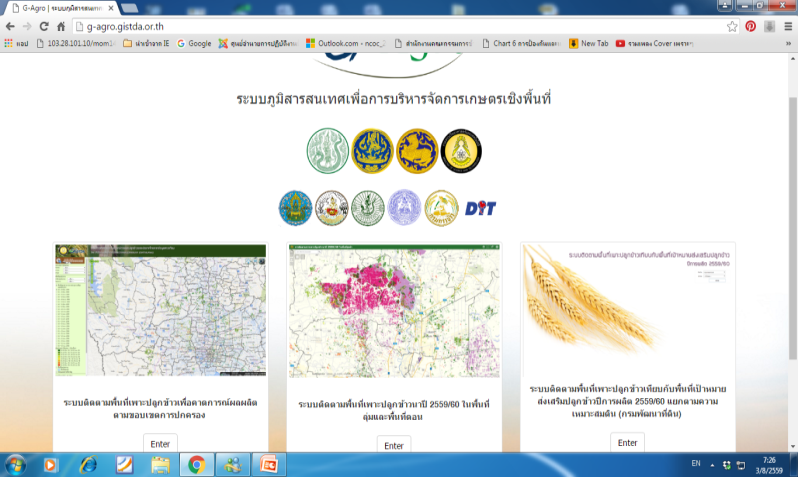 G-Agro | ระบบภูมิสารสนเทศ
g-agro.gistda.or.th
แอป
103.28.101.10/mom1
นำเข้าจาก IE
Google
ศูนย์อำนวยการปฏิบัติงาน
Outlook.com - ncoc_
สำนักงานคณะกรรมการ
Chart 6 การป้องกันและ
New Tab
รวมเพลง Cover เพราะๆ
ระบบภูมิสารสนเทศเพื่อการบริหารจัดการเกษตรเชิงพื้นที่
DIT
ระบบติดตามพื้นที่เพาะปลูกข้าวเทียบกับพื้นที่เป้าหมายส่งเสริมปลูกข้าว
ปีการผลิต 2559/60
ระบบติดตามพื้นที่เพาะปลูกข้าวเพื่อคาดการณ์ผลผลิต
ตามขอบเขตการปกครอง
Enter
ระบบติดตามพื้นที่เพาะปลูกข้าวนาปี 2559/60 ในพื้นที่
ลุ่มและพื้นที่ดอน
Enter
ระบบติดตามพื้นที่เพาะปลูกข้าวเทียบกับพื้นที่เป้าหมาย
ส่งเสริมปลูกข้าวปีการผลิต 2559/60 แยกตามความ
เหมาะสมดิน (กรมพัฒนาที่ดิน)
Enter
EN
7:26
3/8/2559